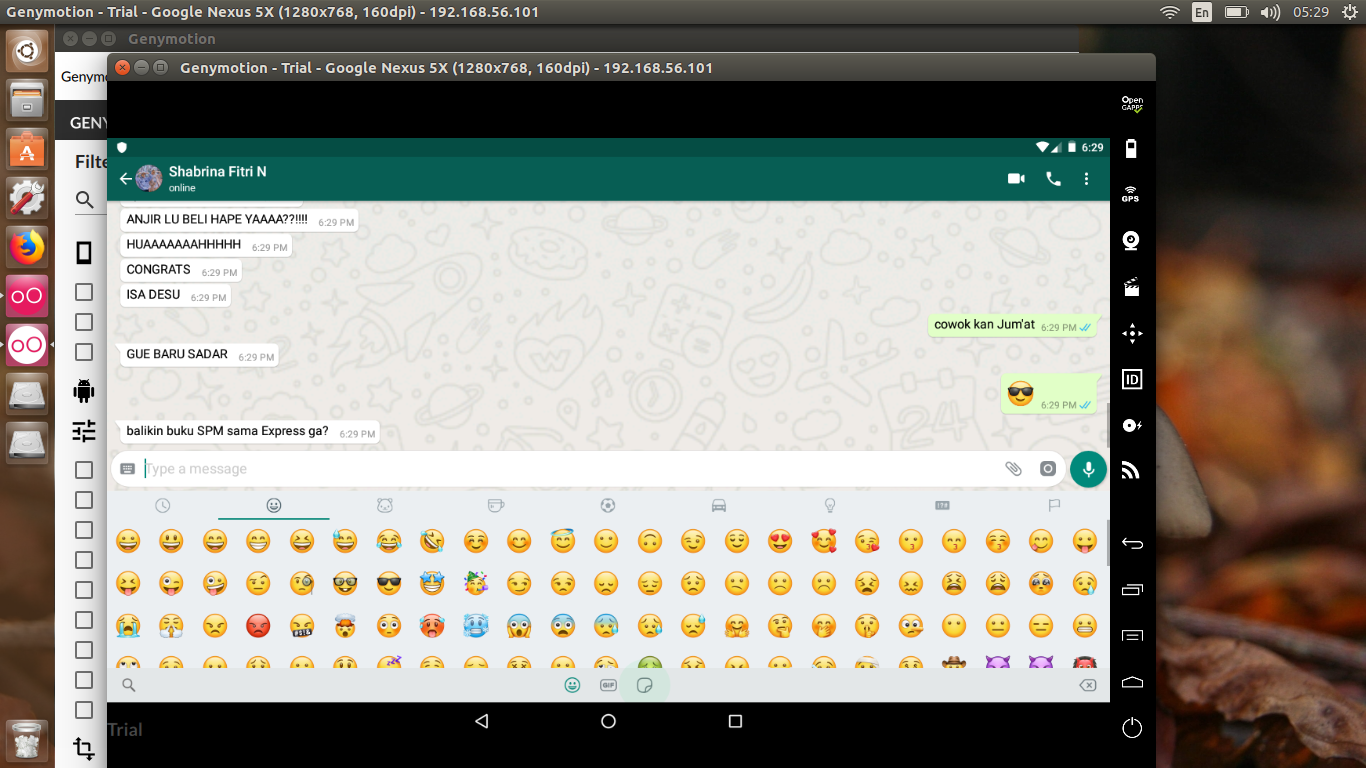 Genymotion - Trial - Google Nexus 5X (1280x768, 160dpi) - 192.168.56.101
En
05:29
Genymotion
Genymotion - Trial - Google Nexus 5X (1280x768, 160dpi) - 192.168.56.101
Genymo
GENY
Filte
Open
GAPPS
6:29
Shabrina Fitri N
online
GPS
ANJIR LU BELI HAPE YAAAA??!!!! 6:29 PM
HUAAAAAAAHHHHH 6:29 PM
CONGRATS 6:29 PM
ISA DESU 6:29 PM
cowok kan Jum'at 6:29 PM
GUE BARU SADAR 6:29 PM
ID
6:29 PM
24
balikin buku SPM sama Express ga? 6:29 PM
Type a message
GIF
Trial